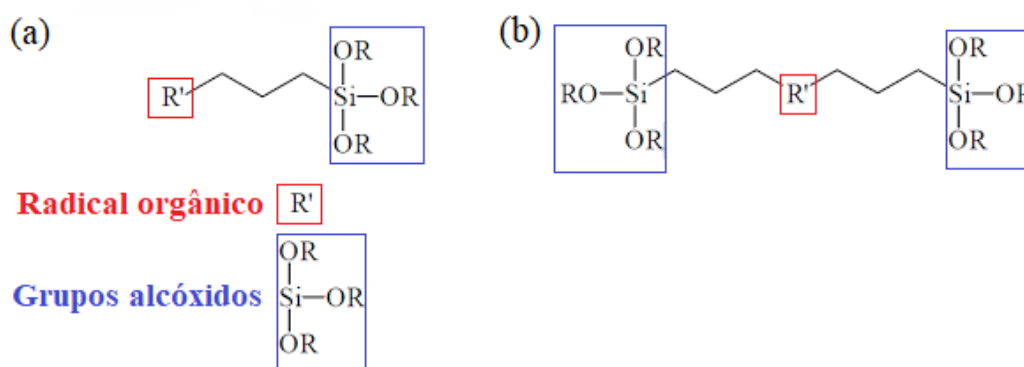 (a)
OR
R' Si—OR
OR
(b)
OR OR
RO—Si R' Si—OR
OR OR
Radical orgânico R'
OR
Grupos alcóxidos Si—OR
OR